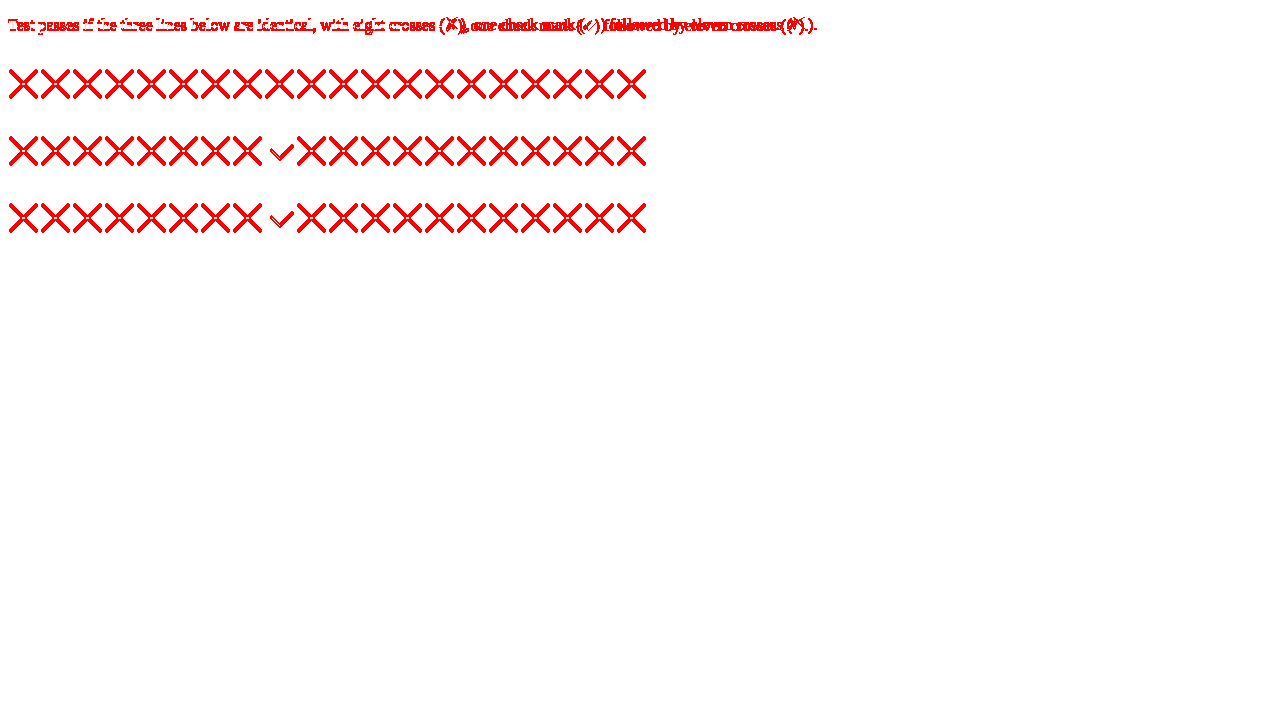 Test passes if the three lines below are identical, with eight crosses (✗), one check mark (✓) followed by eleven crosses (✗).
✗✗✗✗✗✗✗✗✗✗✗✗✗✗✗✗✗✗✗✗
✗✗✗✗✗✗✗✗✓✗✗✗✗✗✗✗✗✗✗✗
✗✗✗✗✗✗✗✗✓✗✗✗✗✗✗✗✗✗✗✗